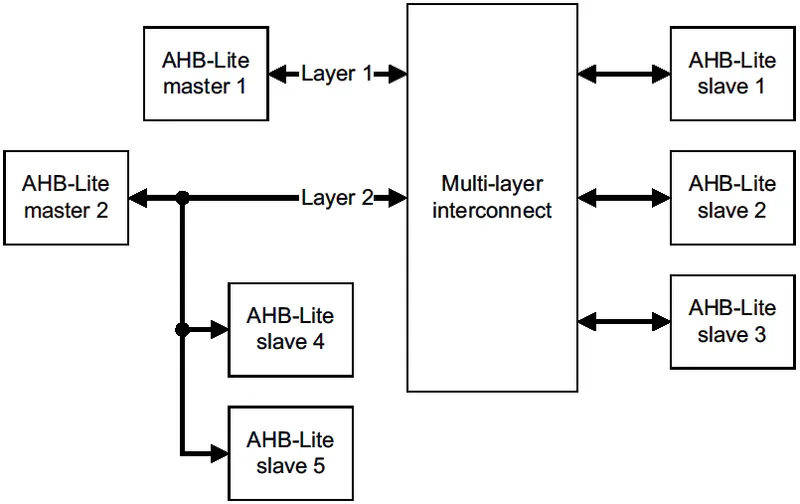 AHB-Lite
master 1
Layer 1
AHB-Lite
slave 1
AHB-Lite
master 2
Layer 2
Multi-layer
interconnect
AHB-Lite
slave 2
AHB-Lite
slave 4
AHB-Lite
slave 3
AHB-Lite
slave 5